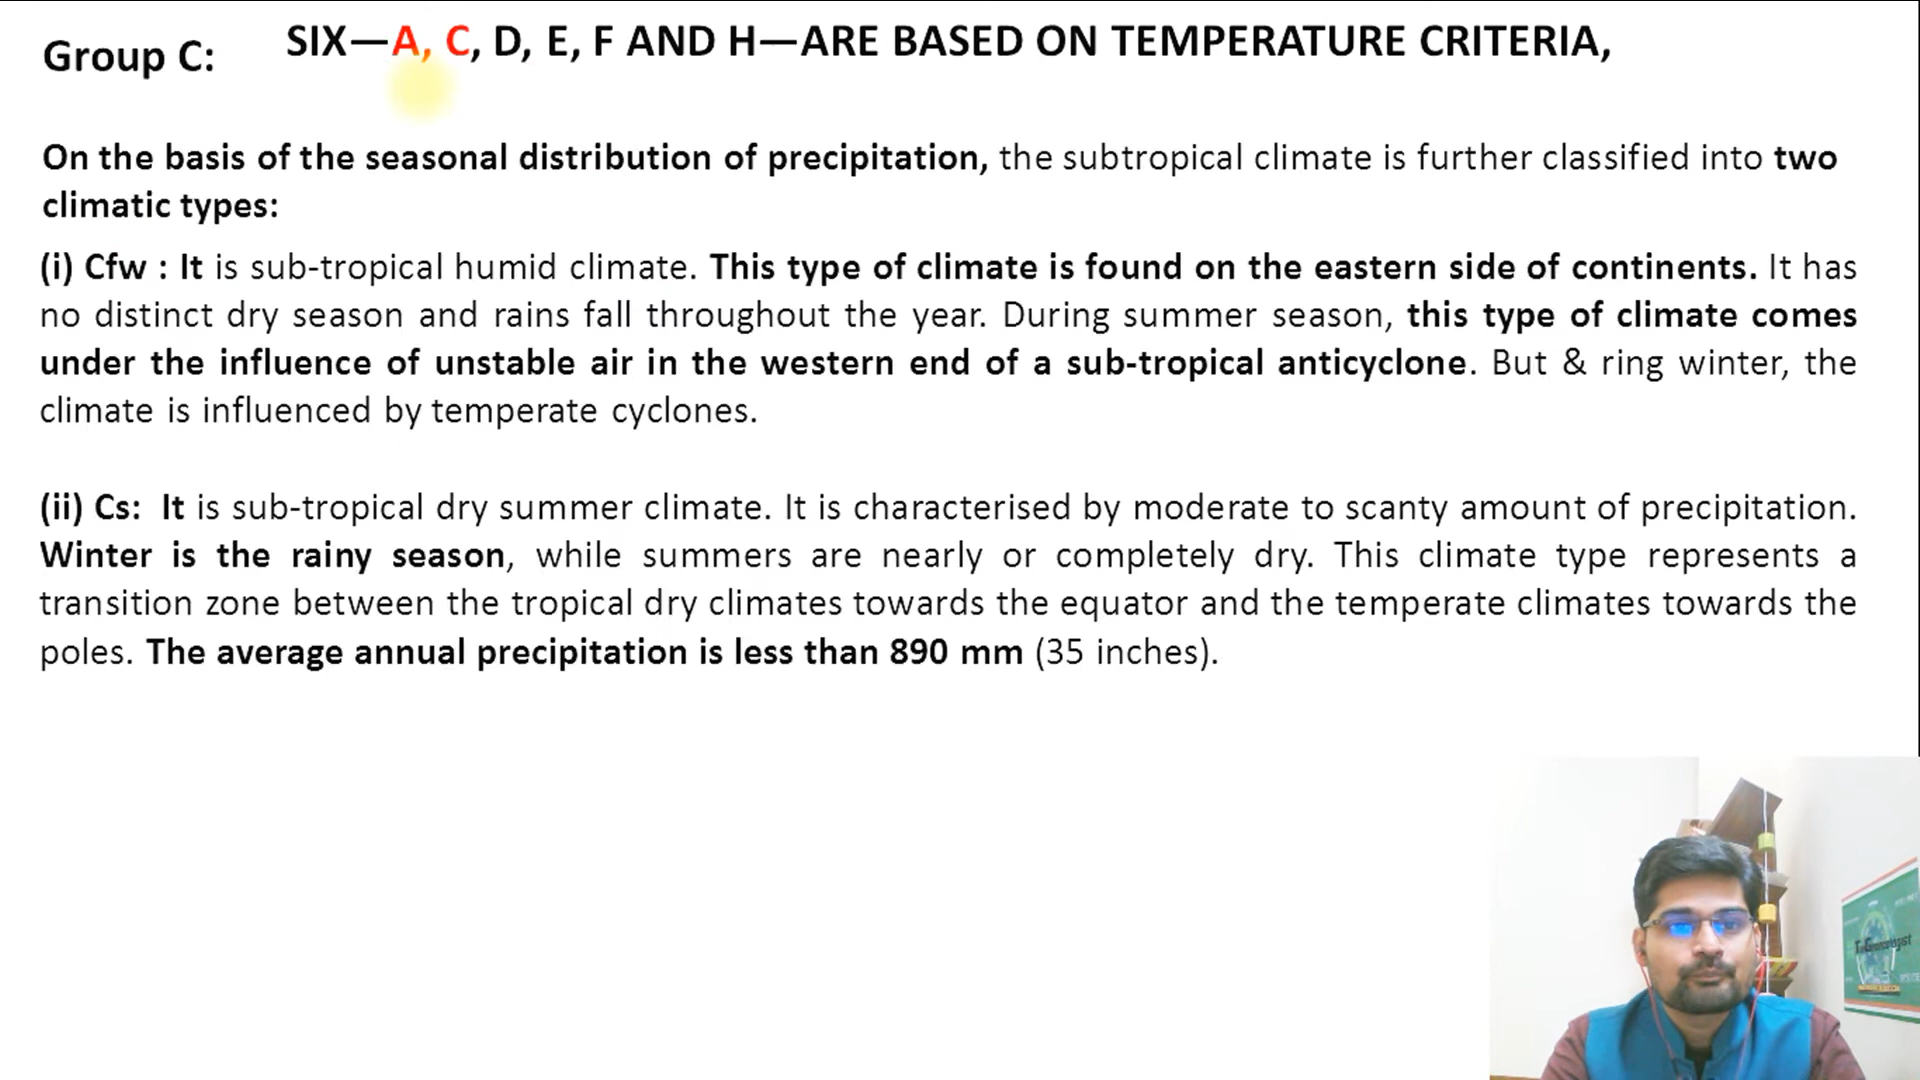 Group C:
SIX—A, C, D, E, F AND H—ARE BASED ON TEMPERATURE CRITERIA,
On the basis of the seasonal distribution of precipitation, the subtropical climate is further classified into two
climatic types:
(i) Cfw : It is sub-tropical humid climate. This type of climate is found on the eastern side of continents. It has
no distinct dry season and rains fall throughout the year. During summer season, this type of climate comes
under the influence of unstable air in the western end of a sub-tropical anticyclone. But & ring winter, the
climate is influenced by temperate cyclones.
(ii) Cs: It is sub-tropical dry summer climate. It is characterised by moderate to scanty amount of precipitation.
Winter is the rainy season, while summers are nearly or completely dry. This climate type represents a
transition zone between the tropical dry climates towards the equator and the temperate climates towards the
poles. The average annual precipitation is less than 890 mm (35 inches).